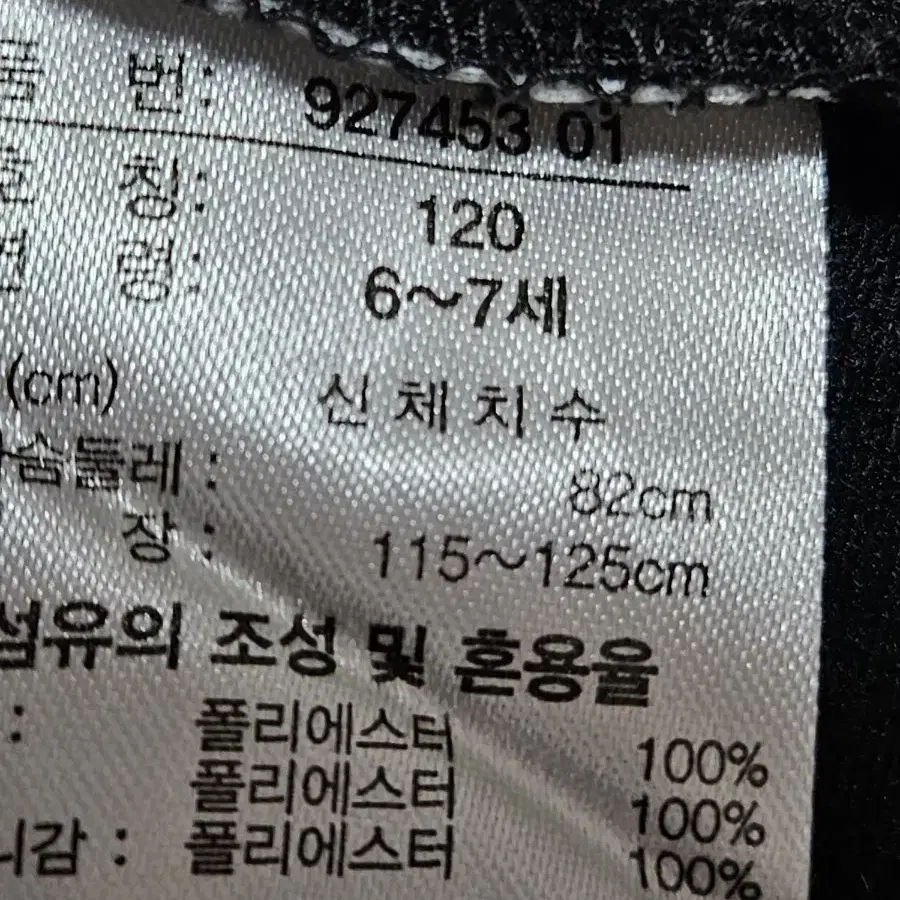 번: 927453 01
칭: 120
령: 6~7세
(cm) 신체치수
가슴둘레 : 82cm
장 : 115~125cm
섬유의 조성 및 혼용율
: 폴리에스터 100%
폴리에스터 100%
니감 : 폴리에스터 100%